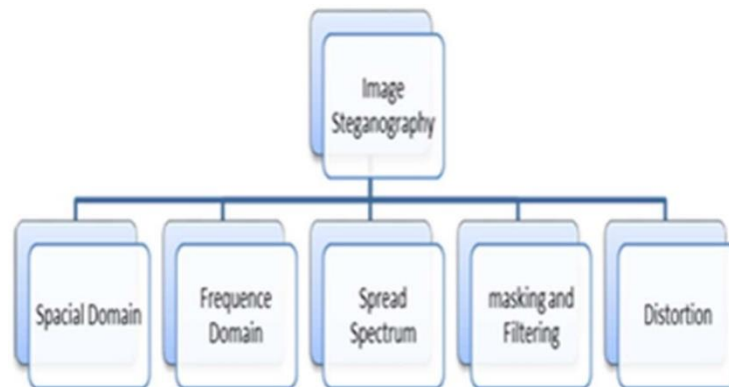 Image
Steganography
Spacial Domain
Frequence
Domain
Spread
Spectrum
masking and
Filtering
Distortion